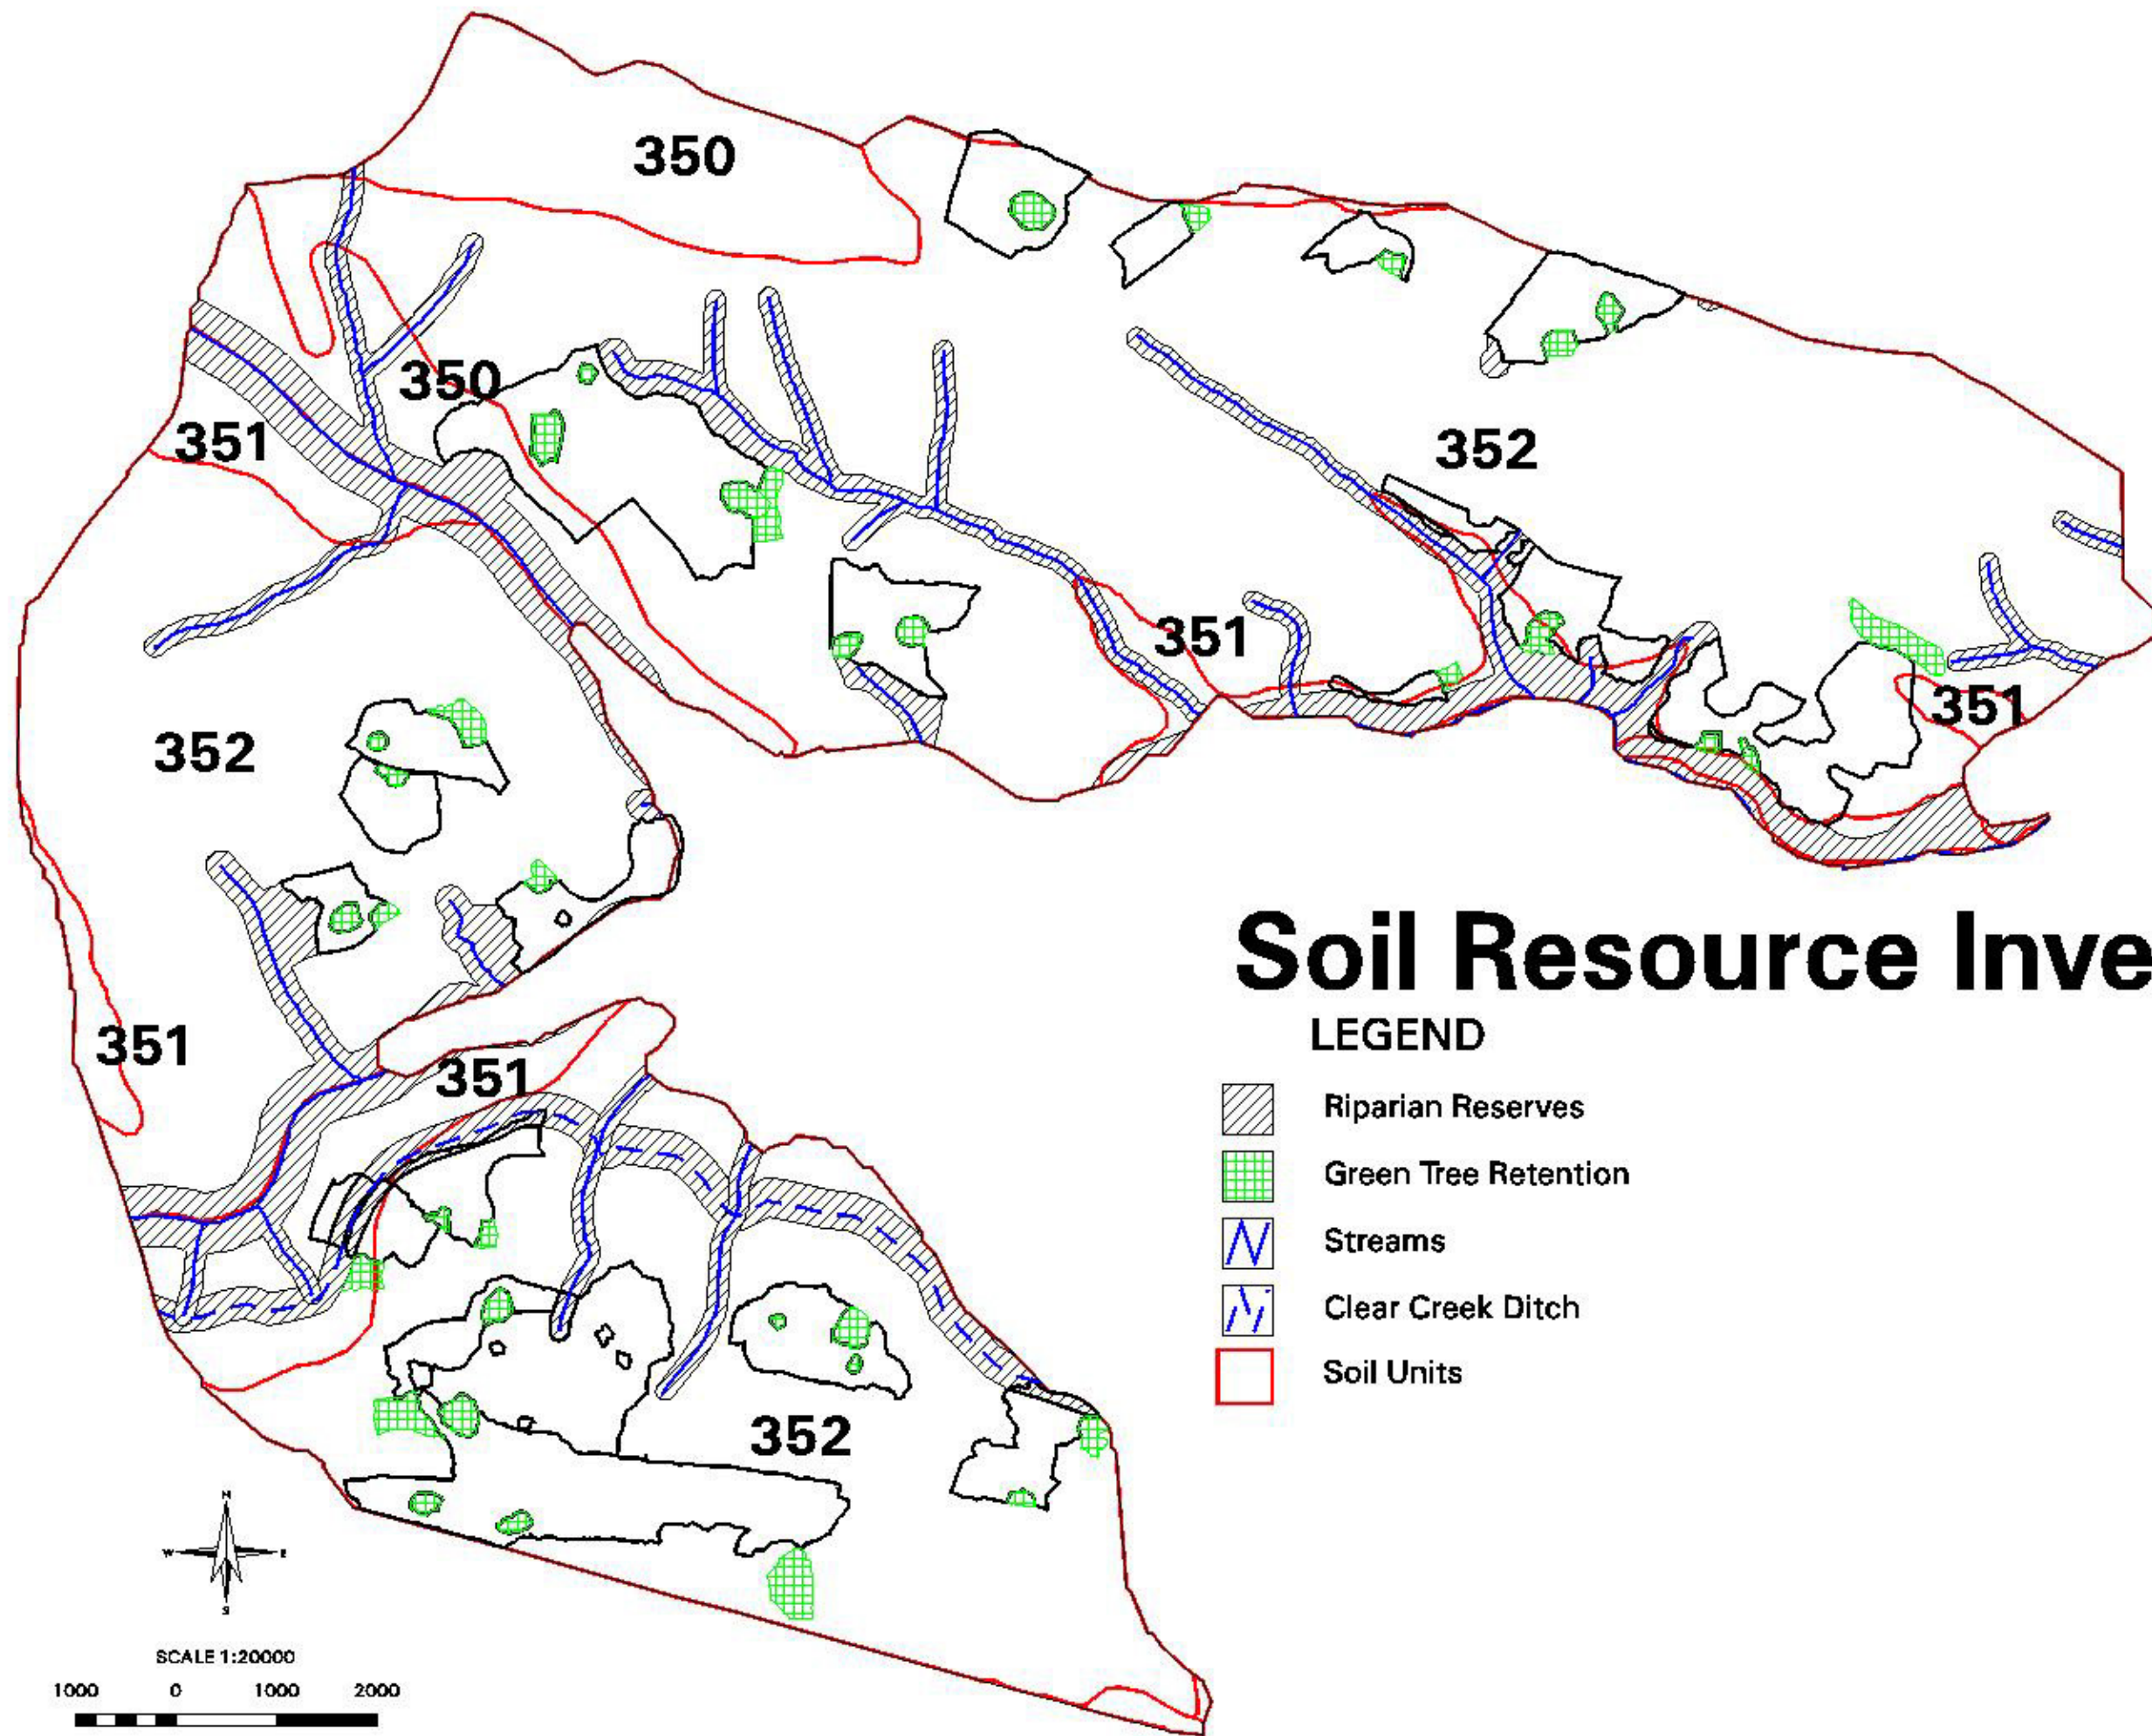 350
350
351
352
351
351
352
351
351
352
Soil Resource Inve
LEGEND
Riparian Reserves
Green Tree Retention
Streams
Clear Creek Ditch
Soil Units
N
W E
S
SCALE 1:20000
1000 0 1000 2000